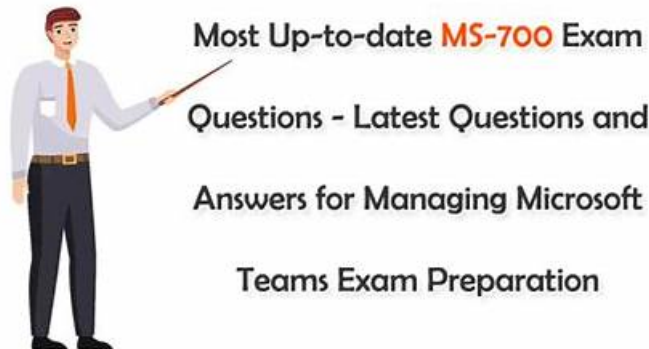 Most Up-to-date MS-700 Exam
Questions - Latest Questions and
Answers for Managing Microsoft
Teams Exam Preparation